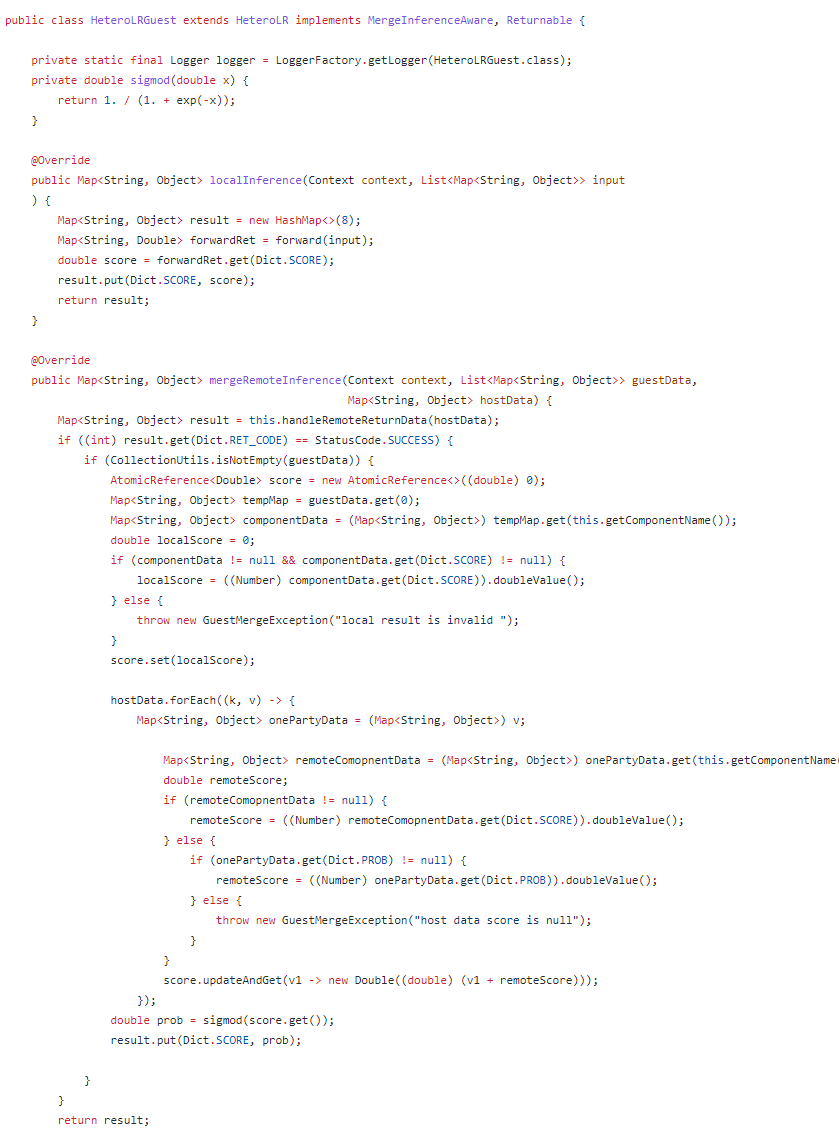 public class HeteroLRGuest extends HeteroLR implements MergeInferenceAware, Returnable {
private static final Logger logger = LoggerFactory.getLogger(HeteroLRGuest.class);
private double sigmod(double x) {
return 1. / (1. + exp(-x));
}
@Override
public Map<String, Object> localInference(Context context, List<Map<String, Object>> input
) {
Map<String, Object> result = new HashMap<>(8);
Map<String, Double> forwardRet = forward(input);
double score = forwardRet.get(Dict.SCORE);
result.put(Dict.SCORE, score);
return result;
}
@Override
public Map<String, Object> mergeRemoteInference(Context context, List<Map<String, Object>> guestData,
Map<String, Object> hostData) {
Map<String, Object> result = this.handleRemoteReturnData(hostData);
if ((int) result.get(Dict.RET_CODE) == StatusCode.SUCCESS) {
if (CollectionUtils.isNotEmpty(guestData)) {
AtomicReference<Double> score = new AtomicReference<>((double) 0);
Map<String, Object> tempMap = guestData.get(0);
Map<String, Object> componentData = (Map<String, Object>) tempMap.get(this.getComponentName());
double localScore = 0;
if (componentData != null && componentData.get(Dict.SCORE) != null) {
localScore = ((Number) componentData.get(Dict.SCORE)).doubleValue();
} else {
throw new GuestMergeException("local result is invalid ");
}
score.set(localScore);
hostData.forEach((k, v) -> {
Map<String, Object> onePartyData = (Map<String, Object>) v;
Map<String, Object> remoteComopnentData = (Map<String, Object>) onePartyData.get(this.getComponentName(
double remoteScore;
if (remoteComopnentData != null) {
remoteScore = ((Number) remoteComopnentData.get(Dict.SCORE)).doubleValue();
} else {
if (onePartyData.get(Dict.PROB) != null) {
remoteScore = ((Number) onePartyData.get(Dict.PROB)).doubleValue();
} else {
throw new GuestMergeException("host data score is null");
}
}
score.updateAndGet(v1 -> new Double((double) (v1 + remoteScore)));
});
double prob = sigmod(score.get());
result.put(Dict.SCORE, prob);
}
}
return result;